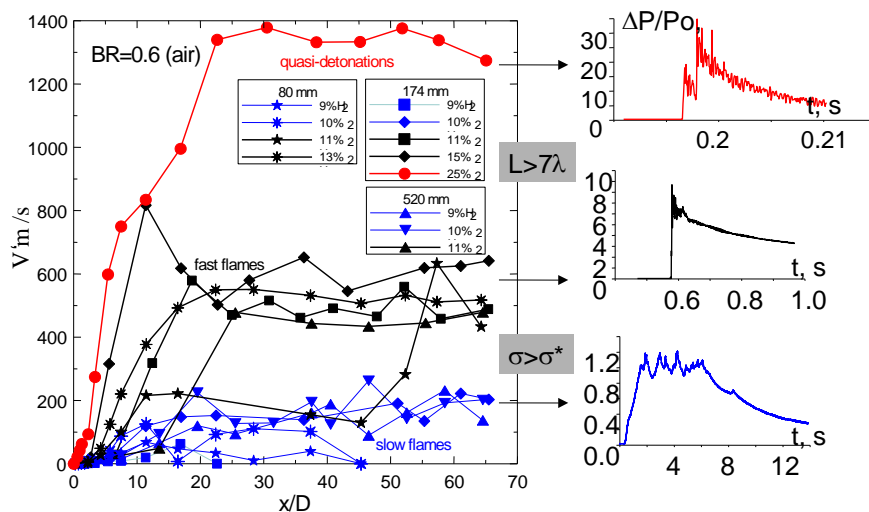 1400
1200
1000
800
600
400
200
0
V m/s
0 10 20 30 40 50 60 70
x/D
BR=0.6 (air)
quasi-detonations
80 mm
9%H2
10% 2
11% 2
13% 2
174 mm
9%H2
10% 2
11% 2
15% 2
25% 2
520 mm
9%H2
10% 2
11% 2
fast flames
slow flames
L>7λ
σ>σ*
ΔP/Po,
30
20
10
0
0.2 0.21
t, s
10
8
6
4
2
0
0.6 0.8 1.0
t, s
1.2
0.8
0.4
0.0
4 8 12
t, s